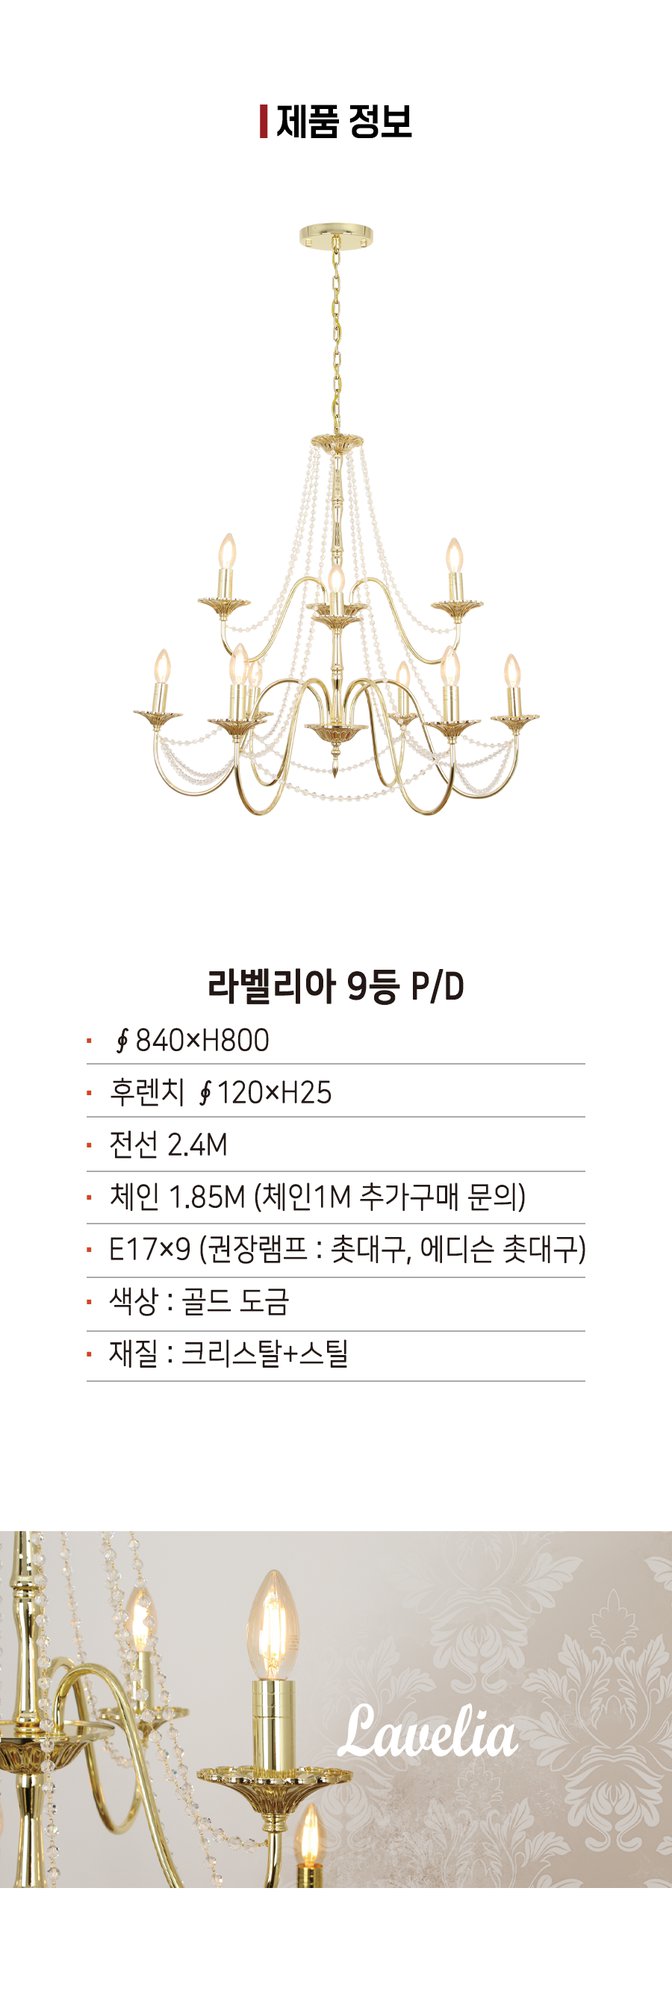 제품 정보
라벨리아 9등 P/D
∮840×H800
후렌치 ∮120×H25
전선 2.4M
체인 1.85M (체인1M 추가구매 문의)
E17×9 (권장램프 : 촛대구, 에디슨 촛대구)
색상 : 골드 도금
재질 : 크리스탈+스틸
Lavelia